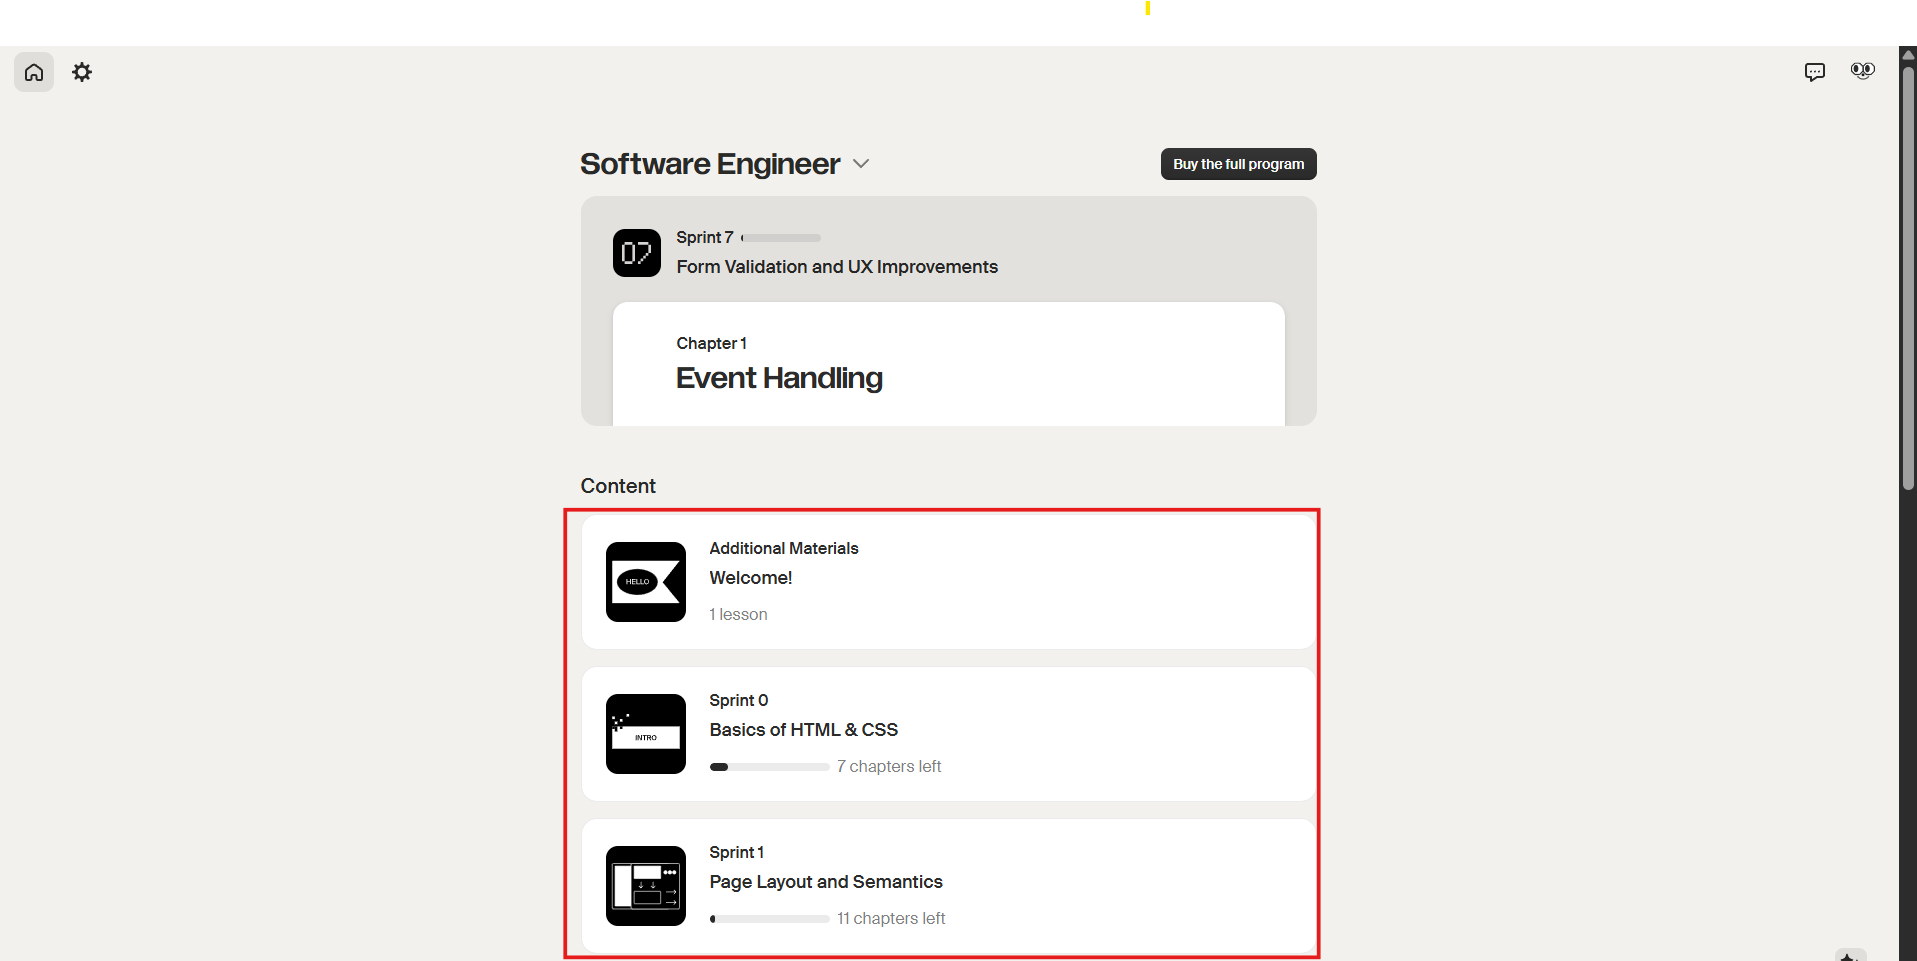 Software Engineer
Buy the full program
07
Sprint 7
Form Validation and UX Improvements
Chapter 1
Event Handling
Content
HELLO
Additional Materials
Welcome!
1 lesson
INTRO
Sprint 0
Basics of HTML & CSS
7 chapters left
Sprint 1
Page Layout and Semantics
11 chapters left